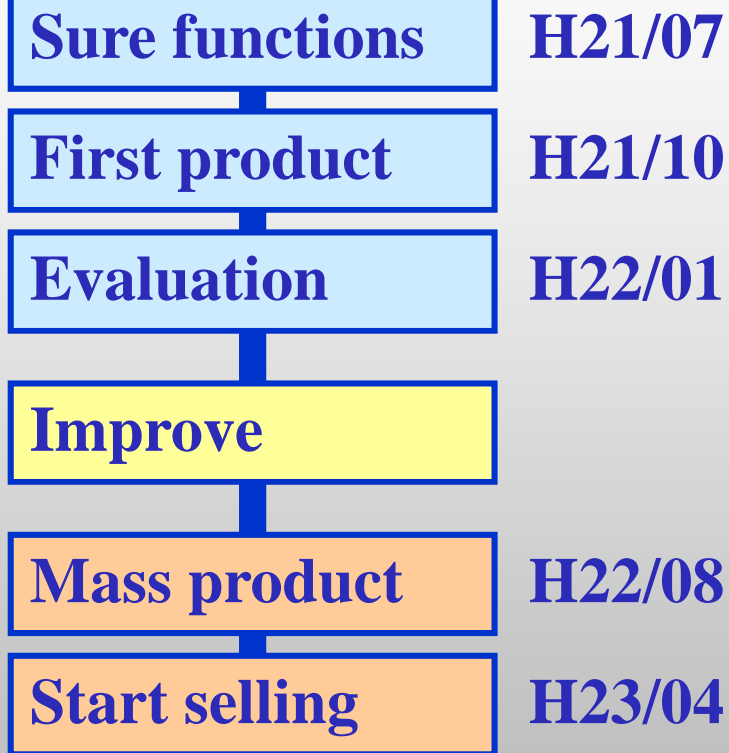 Sure functions H21/07
First product H21/10
Evaluation H22/01
Improve
Mass product H22/08
Start selling H23/04